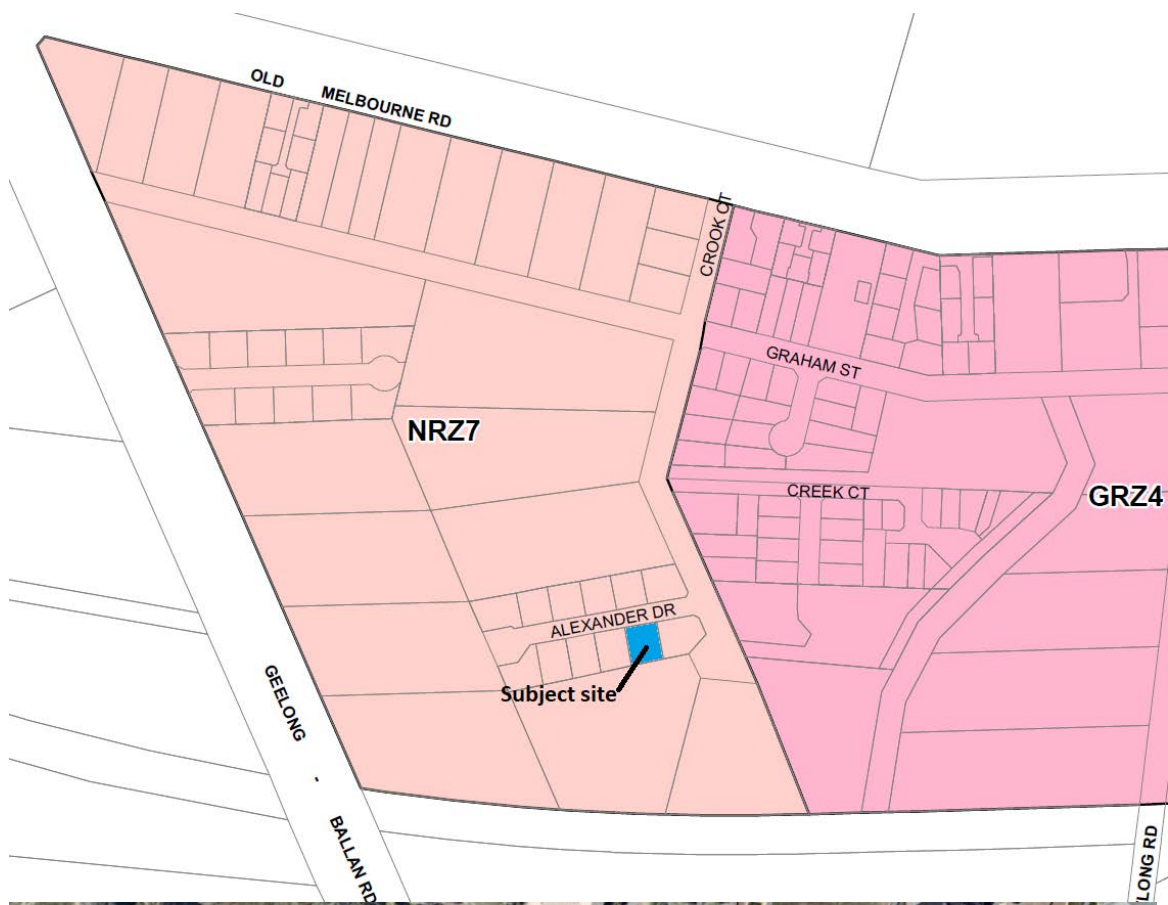 OLD MELBOURNE RD
CROOK CT
GRAHAM ST
NRZ7
CREEK CT
GRZ4
ALEXANDER DR
Subject site
GEELONG - BALLAN RD
LONG RD